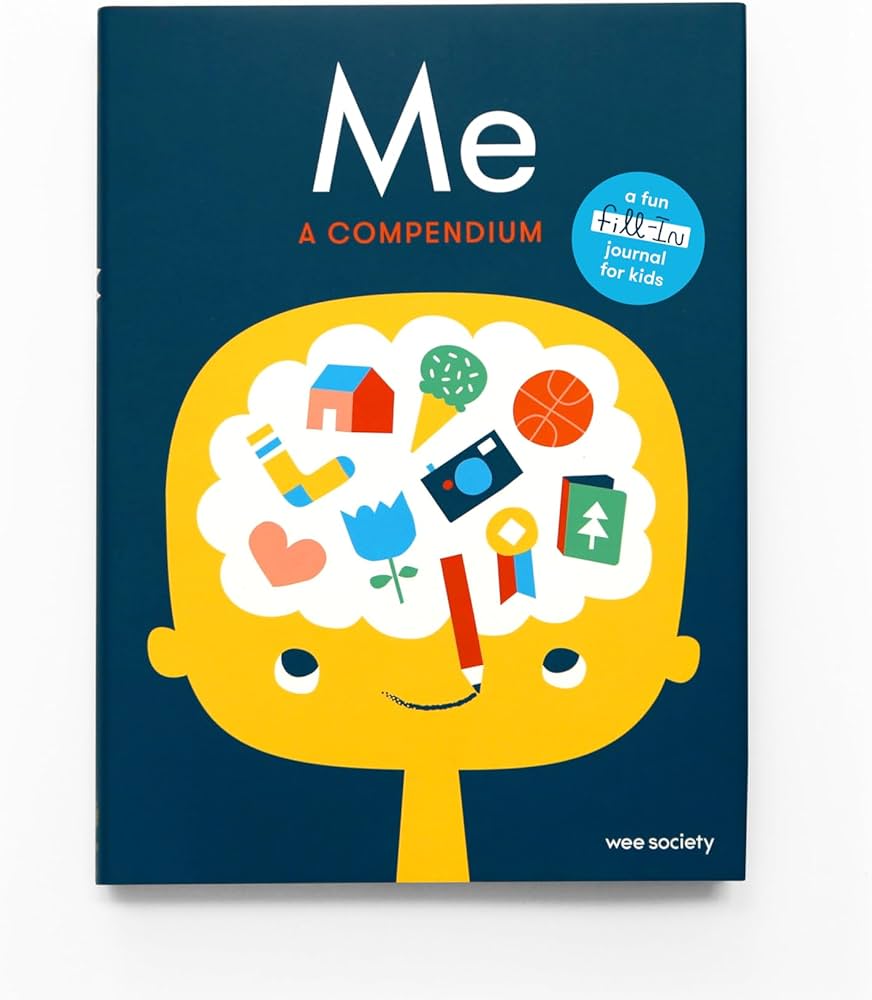 Me
A COMPENDIUM
a fun
fill-In
journal
for kids
wee society